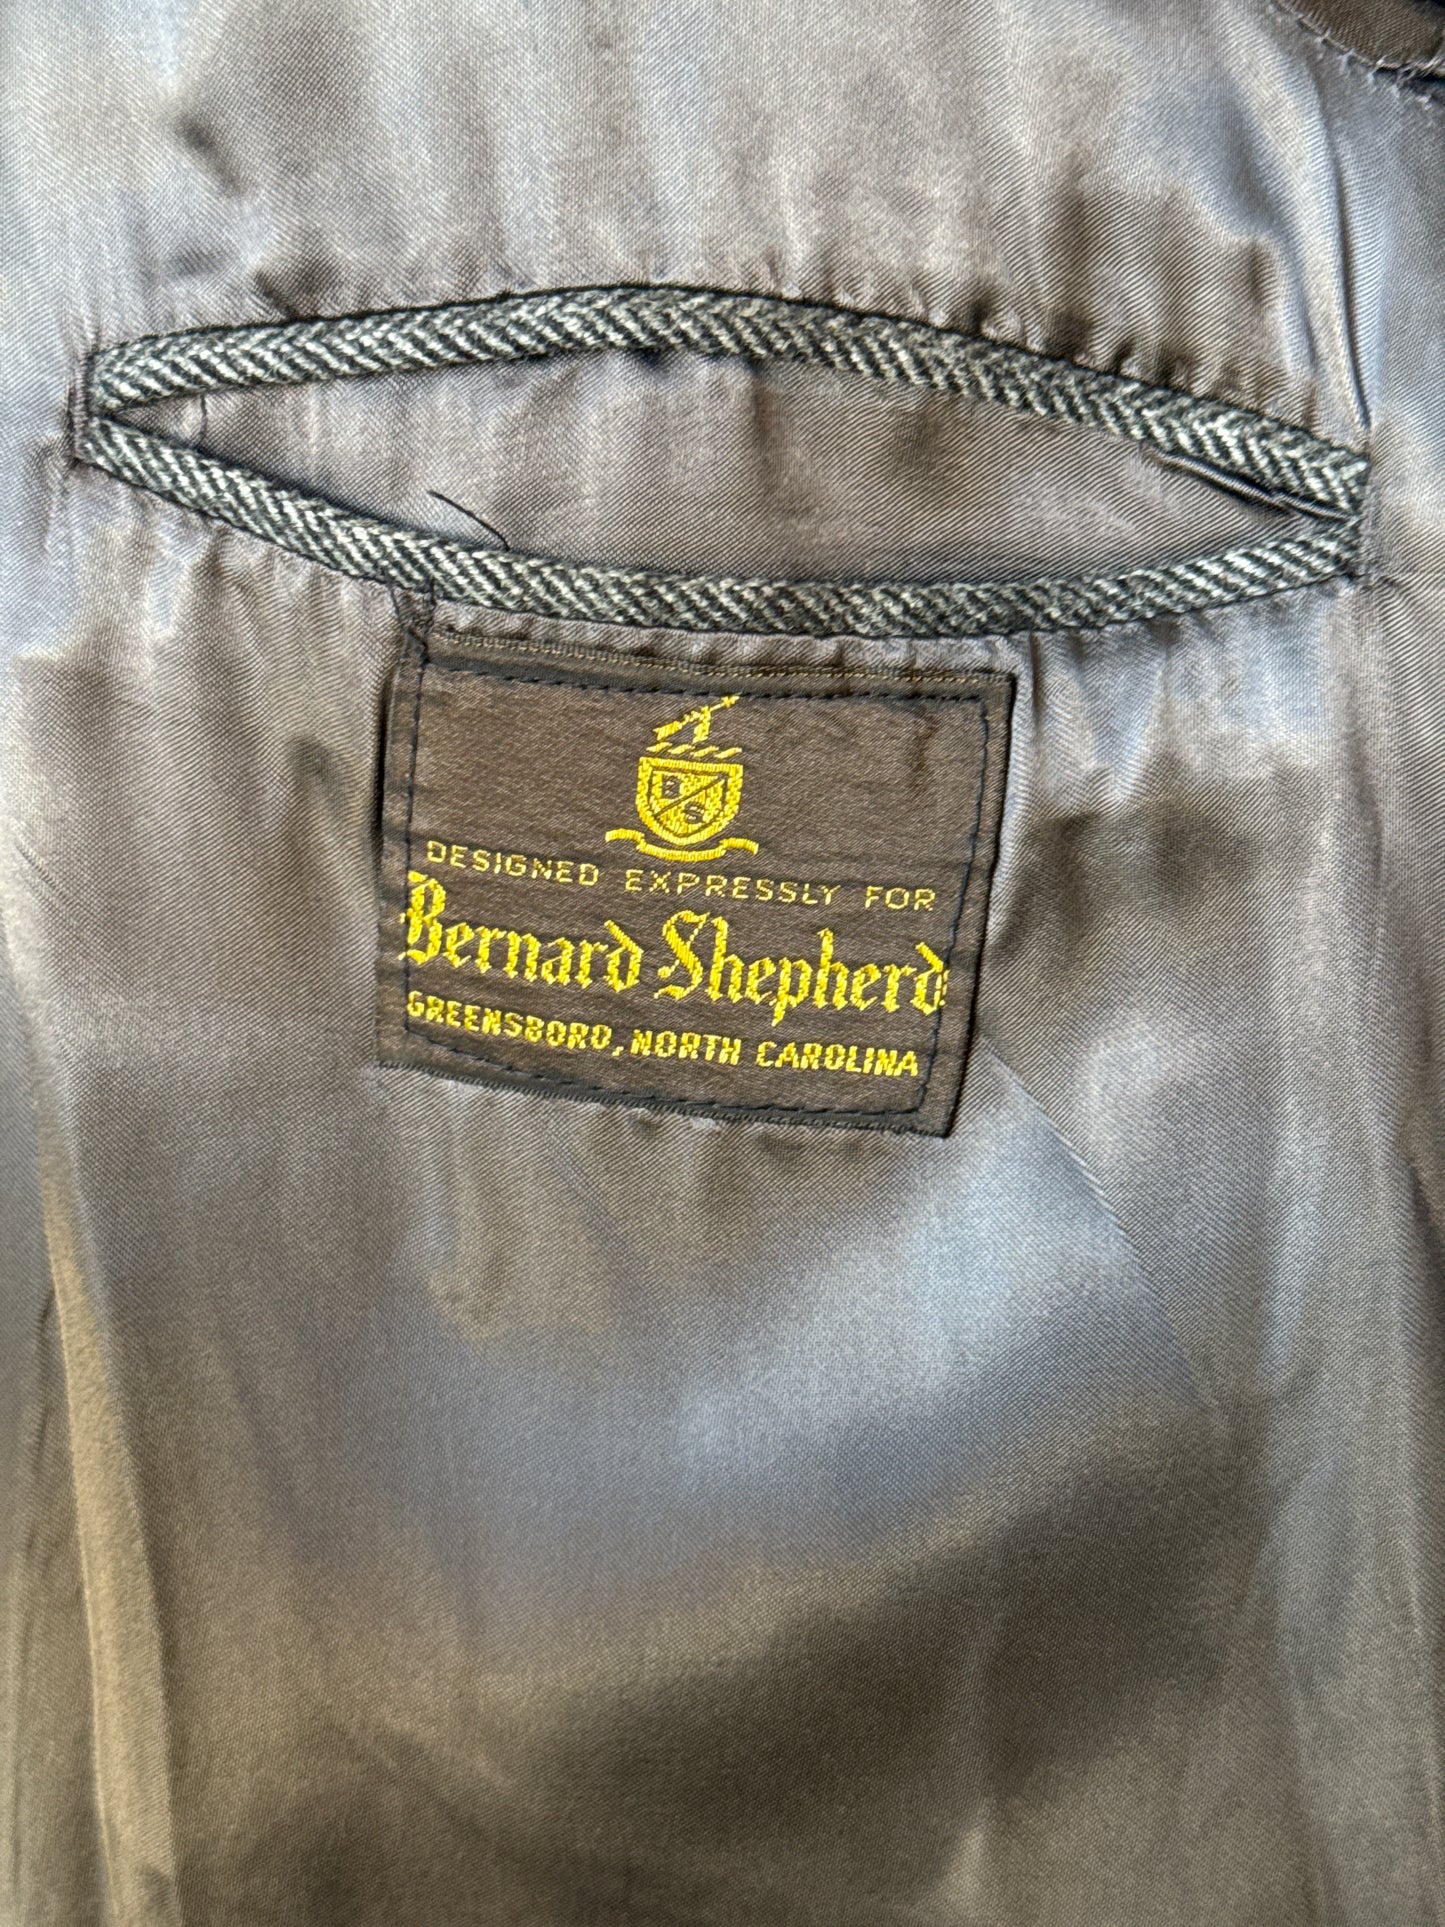 B S
DESIGNED EXPRESSLY FOR
Bernard Shepherd
GREENSBORO, NORTH CAROLINA